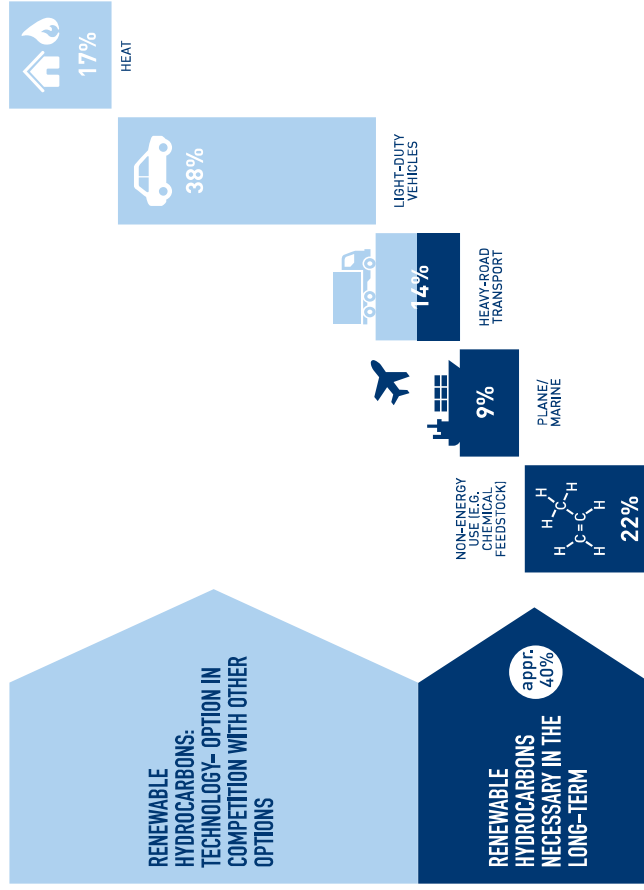 RENEWABLE
HYDROCARBONS:
TECHNOLOGY- OPTION IN
COMPETITION WITH OTHER
OPTIONS
RENEWABLE
HYDROCARBONS
NECESSARY IN THE
LONG-TERM
appr.
40%
NON-ENERGY
USE (E.G.
CHEMICAL
FEEDSTOCK)
H
H C
H
C=C
H H
22%
9%
PLANE/
MARINE
14%
HEAVY-ROAD
TRANSPORT
38%
LIGHT-DUTY
VEHICLES
17%
HEAT